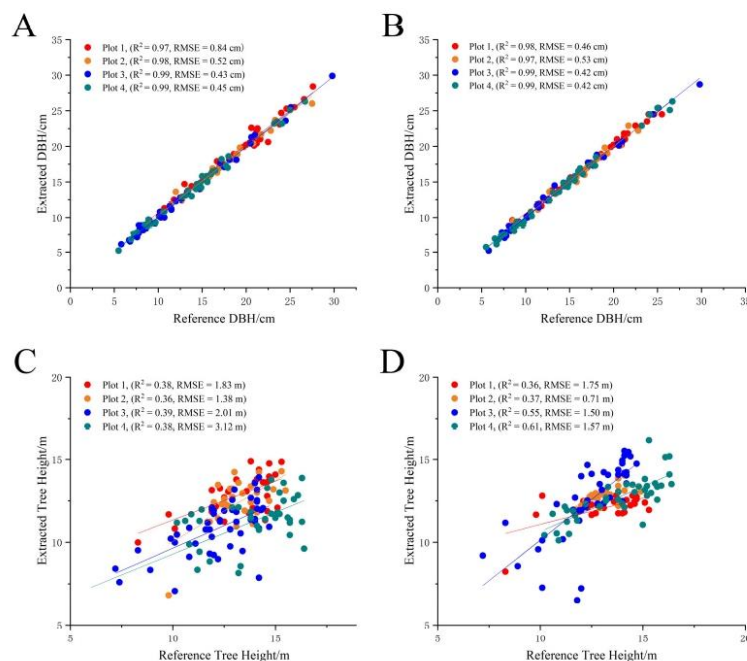 A
35
30
25
20
15
10
5
0
0
5
10
15
20
25
30
35
Extracted DBH/cm
Reference DBH/cm
Plot 1, (R² = 0.97, RMSE = 0.84 cm)
Plot 2, (R² = 0.98, RMSE = 0.52 cm)
Plot 3, (R² = 0.99, RMSE = 0.43 cm)
Plot 4, (R² = 0.99, RMSE = 0.45 cm)
B
35
30
25
20
15
10
5
0
0
5
10
15
20
25
30
35
Extracted DBH/cm
Reference DBH/cm
Plot 1, (R² = 0.98, RMSE = 0.46 cm)
Plot 2, (R² = 0.97, RMSE = 0.53 cm)
Plot 3, (R² = 0.99, RMSE = 0.42 cm)
Plot 4, (R² = 0.99, RMSE = 0.42 cm)
C
20
15
10
5
5
10
15
Extracted Tree Height/m
Reference Tree Height/m
Plot 1, (R² = 0.38, RMSE = 1.83 m)
Plot 2, (R² = 0.36, RMSE = 1.38 m)
Plot 3, (R² = 0.39, RMSE = 2.01 m)
Plot 4, (R² = 0.38, RMSE = 3.12 m)
D
20
15
10
5
5
10
15
20
Extracted Tree Height/m
Reference Tree Height/m
Plot 1, (R² = 0.36, RMSE = 1.75 m)
Plot 2, (R² = 0.37, RMSE = 0.71 m)
Plot 3, (R² = 0.55, RMSE = 1.50 m)
Plot 4, (R² = 0.61, RMSE = 1.57 m)